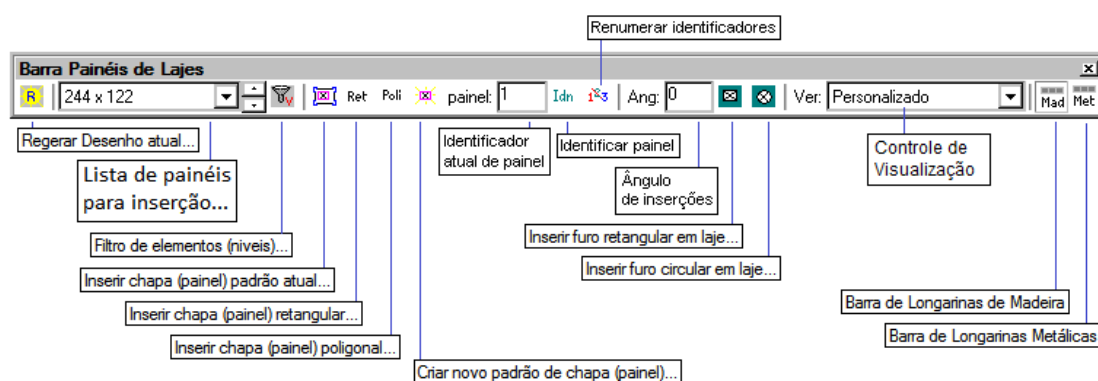 Renumerar identificadores
Barra Painéis de Lajes
R 244 x 122 Ret Poli painel: 1 Idn 123 Ang: 0 Ver: Personalizado Mad Met
Regerar Desenho atual...
Lista de painéis
para inserção...
Identificador
atual de painel
Identificar painel
Controle de
Visualização
Ângulo
de inserções
Filtro de elementos (niveis)...
Inserir furo retangular em laje...
Inserir furo circular em laje...
Inserir chapa (painel) padrão atual...
Inserir chapa (painel) retangular...
Inserir chapa (painel) poligonal...
Barra de Longarinas de Madeira
Barra de Longarinas Metálicas
Criar novo padrão de chapa (painel)...